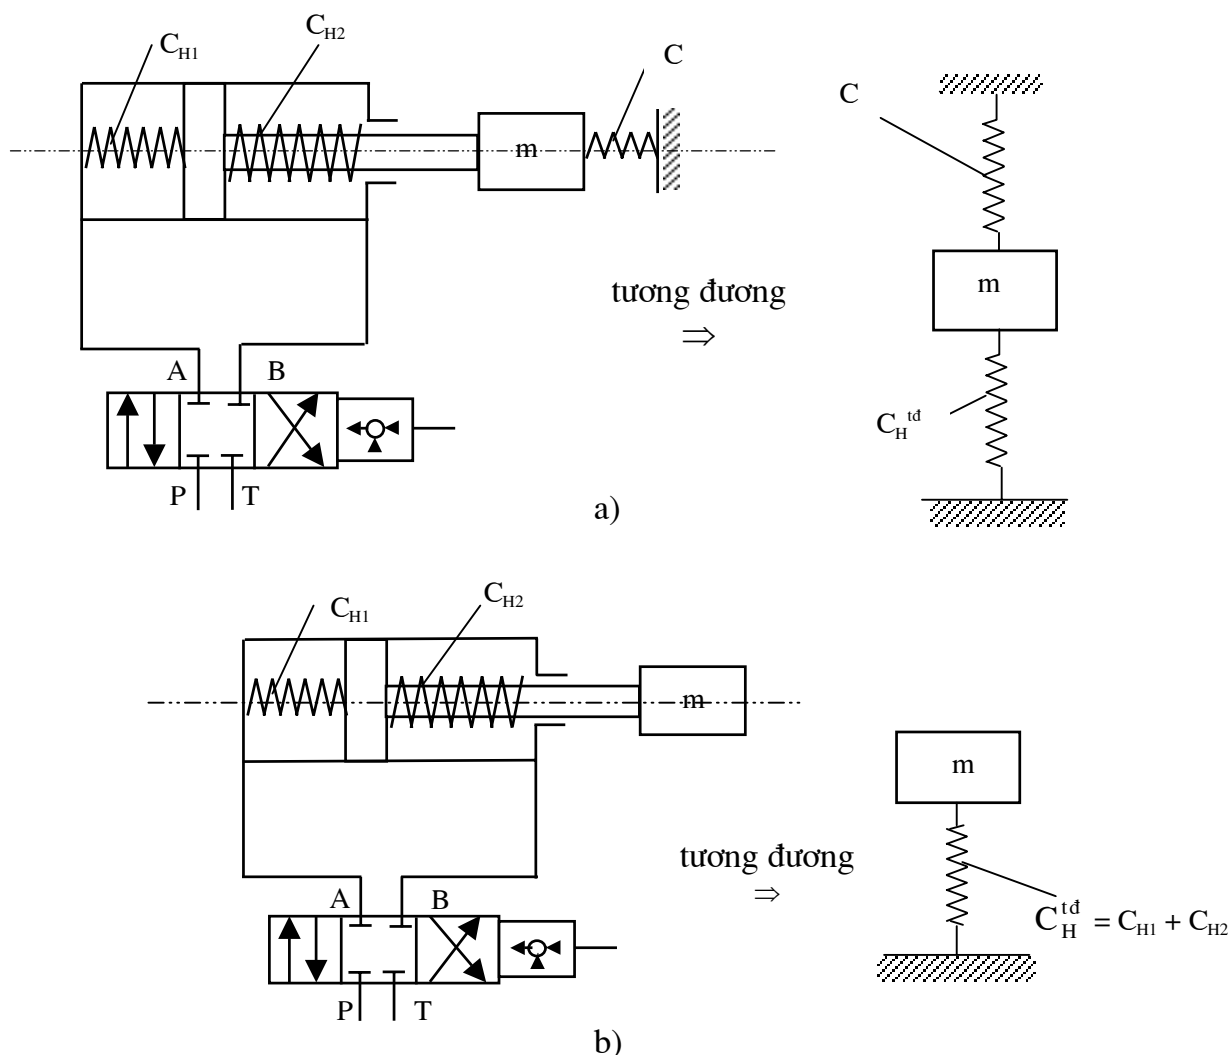 C_H1
C_H2
C
m
tương đương
⇒
A
B
P
T
C
m
C_H^tđ
a)
C_H1
C_H2
m
tương đương
⇒
A
B
P
T
m
C_H^tđ = C_H1 + C_H2
b)